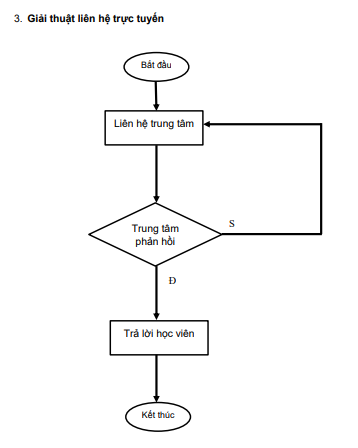 3. Giải thuật liên hệ trực tuyến
Bắt đầu
Liên hệ trung tâm
Trung tâm
phản hồi
S
Đ
Trả lời học viên
Kết thúc